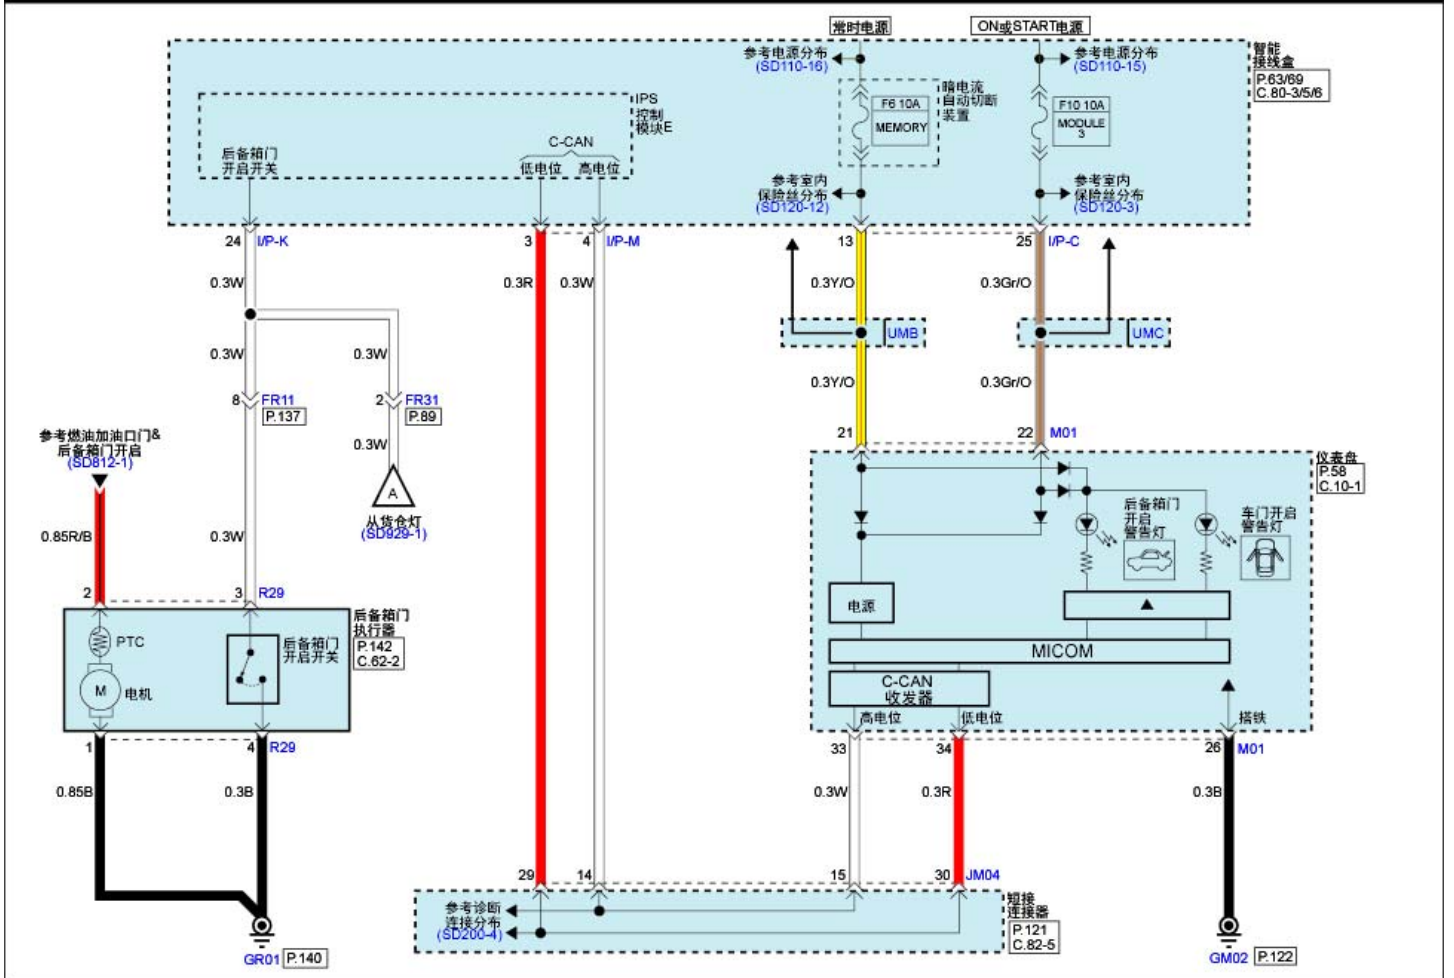 常时电源
ON或START电源
参考电源分布
(SD110-16)
参考电源分布
(SD110-15)
智能
接线盒
P.63/69
C.80-3/5/6
IPS
控制
模块E
暗电流
自动切断
装置
F6 10A
MEMORY
F10 10A
MODULE
3
C-CAN
后备箱门
开启开关
低电位
高电位
参考室内
保险丝分布
(SD120-12)
参考室内
保险丝分布
(SD120-3)
24
I/P-K
3
4
I/P-M
13
25
I/P-C
0.3W
0.3R
0.3W
0.3Y/O
0.3Gr/O
UMB
UMC
0.3W
0.3W
0.3Y/O
0.3Gr/O
8
FR11
P.137
2
FR31
P.89
参考燃油加油口门&
后备箱门开启
(SD812-1)
0.3W
21
22
M01
仪表盘
P.58
C.10-1
A
从货仓灯
(SD929-1)
后备箱门
开启
警告灯
车门开启
警告灯
0.85R/B
0.3W
2
3
R29
后备箱门
执行器
P.142
C.62-2
PTC
后备箱门
开启开关
M
电机
电源
MICOM
C-CAN
收发器
高电位
低电位
搭铁
1
4
R29
33
34
26
M01
0.85B
0.3B
0.3W
0.3R
0.3B
29
14
15
30
JM04
参考诊断
连接分布
(SD200-4)
短接
连接器
P.121
C.82-5
GR01
P.140
GM02
P.122